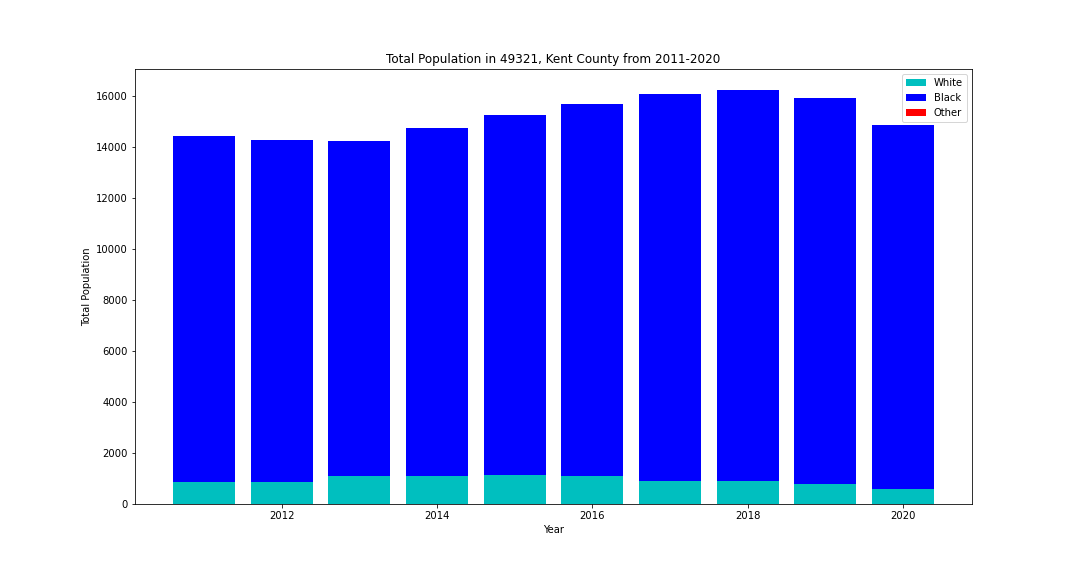 Total Population in 49321, Kent County from 2011-2020
White
Black
Other
16000
14000
12000
10000
8000
6000
4000
2000
0
Total Population
2012
2014
2016
2018
2020
Year